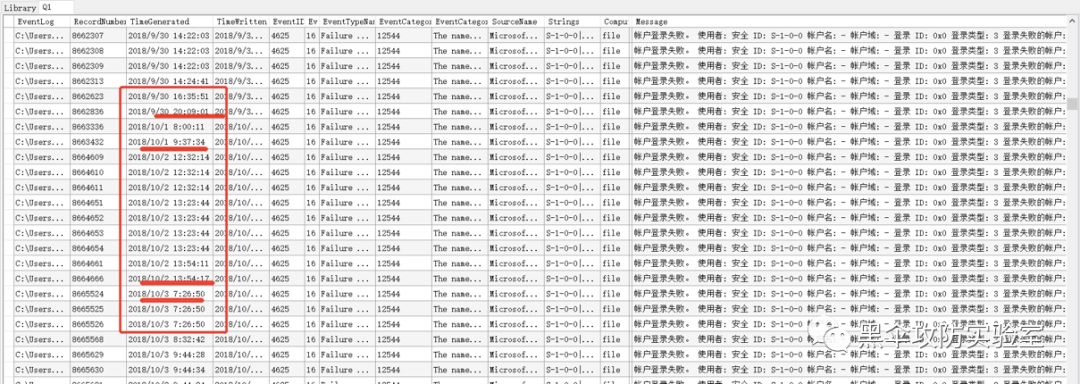 Library Q1
EventLog RecordNumber TimeGenerated TimeWritten EventID Ev EventTypeNam EventCategor EventCatego SourceName Strings Compu Message
C:\Users... 8662307 2018/9/30 14:22:03 2018/9/3... 4625 16 Failure ... 12544 The name... Microsof... S-1-0-0|... file 帐户登录失败。 使用者: 安全 ID: S-1-0-0 帐户名: - 帐户域: - 登录 ID: 0x0 登录类型: 3 登录失败的帐户:
C:\Users... 8662308 2018/9/30 14:22:03 2018/9/3... 4625 16 Failure ... 12544 The name... Microsof... S-1-0-0|... file 帐户登录失败。 使用者: 安全 ID: S-1-0-0 帐户名: - 帐户域: - 登录 ID: 0x0 登录类型: 3 登录失败的帐户:
C:\Users... 8662309 2018/9/30 14:22:03 2018/9/3... 4625 16 Failure ... 12544 The name... Microsof... S-1-0-0|... file 帐户登录失败。 使用者: 安全 ID: S-1-0-0 帐户名: - 帐户域: - 登录 ID: 0x0 登录类型: 3 登录失败的帐户:
C:\Users... 8662313 2018/9/30 14:24:41 2018/9/3... 4625 16 Failure ... 12544 The name... Microsof... S-1-0-0|... file 帐户登录失败。 使用者: 安全 ID: S-1-0-0 帐户名: - 帐户域: - 登录 ID: 0x0 登录类型: 3 登录失败的帐户:
C:\Users... 8662623 2018/9/30 16:35:51 2018/9/3... 4625 16 Failure ... 12544 The name... Microsof... S-1-0-0|... file 帐户登录失败。 使用者: 安全 ID: S-1-0-0 帐户名: - 帐户域: - 登录 ID: 0x0 登录类型: 3 登录失败的帐户:
C:\Users... 8662836 2018/9/30 20:09:01 2018/9/3... 4625 16 Failure ... 12544 The name... Microsof... S-1-0-0|... file 帐户登录失败。 使用者: 安全 ID: S-1-0-0 帐户名: - 帐户域: - 登录 ID: 0x0 登录类型: 3 登录失败的帐户:
C:\Users... 8663336 2018/10/1 8:00:11 2018/10/... 4625 16 Failure ... 12544 The name... Microsof... S-1-0-0|... file 帐户登录失败。 使用者: 安全 ID: S-1-0-0 帐户名: - 帐户域: - 登录 ID: 0x0 登录类型: 3 登录失败的帐户:
C:\Users... 8663432 2018/10/1 9:37:34 2018/10/... 4625 16 Failure ... 12544 The name... Microsof... S-1-0-0|... file 帐户登录失败。 使用者: 安全 ID: S-1-0-0 帐户名: - 帐户域: - 登录 ID: 0x0 登录类型: 3 登录失败的帐户:
C:\Users... 8664609 2018/10/2 12:32:14 2018/10/... 4625 16 Failure ... 12544 The name... Microsof... S-1-0-0|... file 帐户登录失败。 使用者: 安全 ID: S-1-0-0 帐户名: - 帐户域: - 登录 ID: 0x0 登录类型: 3 登录失败的帐户:
C:\Users... 8664610 2018/10/2 12:32:14 2018/10/... 4625 16 Failure ... 12544 The name... Microsof... S-1-0-0|... file 帐户登录失败。 使用者: 安全 ID: S-1-0-0 帐户名: - 帐户域: - 登录 ID: 0x0 登录类型: 3 登录失败的帐户:
C:\Users... 8664611 2018/10/2 12:32:14 2018/10/... 4625 16 Failure ... 12544 The name... Microsof... S-1-0-0|... file 帐户登录失败。 使用者: 安全 ID: S-1-0-0 帐户名: - 帐户域: - 登录 ID: 0x0 登录类型: 3 登录失败的帐户:
C:\Users... 8664651 2018/10/2 13:23:44 2018/10/... 4625 16 Failure ... 12544 The name... Microsof... S-1-0-0|... file 帐户登录失败。 使用者: 安全 ID: S-1-0-0 帐户名: - 帐户域: - 登录 ID: 0x0 登录类型: 3 登录失败的帐户:
C:\Users... 8664652 2018/10/2 13:23:44 2018/10/... 4625 16 Failure ... 12544 The name... Microsof... S-1-0-0|... file 帐户登录失败。 使用者: 安全 ID: S-1-0-0 帐户名: - 帐户域: - 登录 ID: 0x0 登录类型: 3 登录失败的帐户:
C:\Users... 8664653 2018/10/2 13:23:44 2018/10/... 4625 16 Failure ... 12544 The name... Microsof... S-1-0-0|... file 帐户登录失败。 使用者: 安全 ID: S-1-0-0 帐户名: - 帐户域: - 登录 ID: 0x0 登录类型: 3 登录失败的帐户:
C:\Users... 8664654 2018/10/2 13:23:44 2018/10/... 4625 16 Failure ... 12544 The name... Microsof... S-1-0-0|... file 帐户登录失败。 使用者: 安全 ID: S-1-0-0 帐户名: - 帐户域: - 登录 ID: 0x0 登录类型: 3 登录失败的帐户:
C:\Users... 8664661 2018/10/2 13:54:11 2018/10/... 4625 16 Failure ... 12544 The name... Microsof... S-1-0-0|... file 帐户登录失败。 使用者: 安全 ID: S-1-0-0 帐户名: - 帐户域: - 登录 ID: 0x0 登录类型: 3 登录失败的帐户:
C:\Users... 8664666 2018/10/2 13:54:17 2018/10/... 4625 16 Failure ... 12544 The name... Microsof... S-1-0-0|... file 帐户登录失败。 使用者: 安全 ID: S-1-0-0 帐户名: - 帐户域: - 登录 ID: 0x0 登录类型: 3 登录失败的帐户:
C:\Users... 8665524 2018/10/3 7:26:50 2018/10/... 4625 16 Failure ... 12544 The name... Microsof... S-1-0-0|... file 帐户登录失败。 使用者: 安全 ID: S-1-0-0 帐户名: - 帐户域: - 登录 ID: 0x0 登录类型: 3 登录失败的帐户:
C:\Users... 8665525 2018/10/3 7:26:50 2018/10/... 4625 16 Failure ... 12544 The name... Microsof... S-1-0-0|... file 帐户登录失败。 使用者: 安全 ID: S-1-0-0 帐户名: - 帐户域: - 登录 ID: 0x0 登录类型: 3 登录失败的帐户:
C:\Users... 8665526 2018/10/3 7:26:50 2018/10/... 4625 16 Failure ... 12544 The name... Microsof... S-1-0-0|... file 帐户登录失败。 使用者: 安全 ID: S-1-0-0 帐户名: - 帐户域: - 登录 ID: 0x0 登录类型: 3 登录失败的帐户:
C:\Users... 8665568 2018/10/3 8:32:42 2018/10/... 4625 16 Failure ... 12544 The name... Microsof... S-1-0-0|... file 帐户登录失败。 使用者: 安全 ID: S-1-0-0 帐户名: - 帐户域: - 登录
C:\Users... 8665629 2018/10/3 9:44:28 2018/10/... 4625 16 Failure ... 12544 The name... Microsof... S-1-0-0|... file 帐户登录失败。 使用者: 安全 ID: S-1-0-0
C:\Users... 8665630 2018/10/3 9:44:34 2018/10/... 4625 16 Failure ... 12544 The name... Microsof... S-1-0-0|... file 帐户登录失败。 使用者: 安全 ID: S-1-0-0 帐户名: - 帐户域: - 登录 ID: 0x0 登录类型: 3 登录失败的帐户:
黑伞攻防实验室